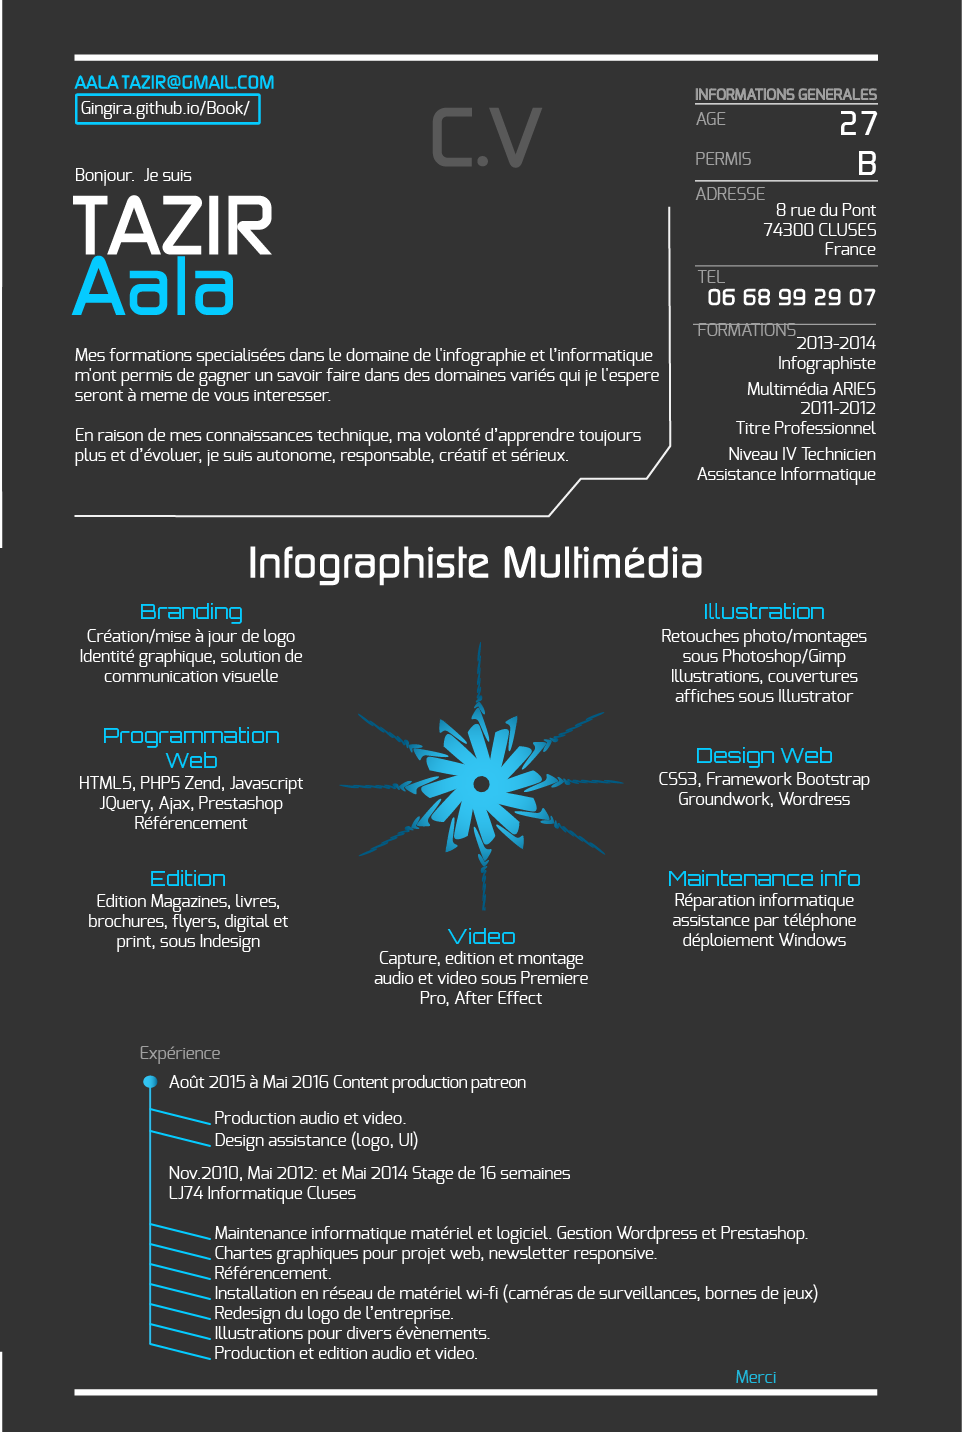 AALATAZIR@GMAIL.COM
Gingira.github.io/Book/
C.V
Bonjour. Je suis
TAZIR
Aala
Mes formations specialisées dans le domaine de l'infographie et l'informatique
m'ont permis de gagner un savoir faire dans des domaines variés qui je l'espere
seront à meme de vous interesser.
En raison de mes connaissances technique, ma volonté d'apprendre toujours
plus et d'évoluer, je suis autonome, responsable, créatif et sérieux.
INFORMATIONS GENERALES
AGE
27
PERMIS
B
ADRESSE
8 rue du Pont
74300 CLUSES
France
TEL
06 68 99 29 07
FORMATIONS
2013-2014
Infographiste
Multimédia ARIES
2011-2012
Titre Professionnel
Niveau IV Technicien
Assistance Informatique
Infographiste Multimédia
Branding
Création/mise à jour de logo
Identité graphique, solution de
communication visuelle
Programmation
Web
HTML5, PHP5 Zend, Javascript
JQuery, Ajax, Prestashop
Référencement
Edition
Edition Magazines, livres,
brochures, flyers, digital et
print, sous Indesign
Video
Capture, edition et montage
audio et video sous Premiere
Pro, After Effect
Illustration
Retouches photo/montages
sous Photoshop/Gimp
Illustrations, couvertures
affiches sous Illustrator
Design Web
CSS3, Framework Bootstrap
Groundwork, Wordress
Maintenance info
Réparation informatique
assistance par téléphone
déploiement Windows
Expérience
Août 2015 à Mai 2016 Content production patreon
Production audio et video.
Design assistance (logo, UI)
Nov.2010, Mai 2012: et Mai 2014 Stage de 16 semaines
LJ74 Informatique Cluses
Maintenance informatique matériel et logiciel. Gestion Wordpress et Prestashop.
Chartes graphiques pour projet web, newsletter responsive.
Référencement.
Installation en réseau de matériel wi-fi (caméras de surveillances, bornes de jeux)
Redesign du logo de l'entreprise.
Illustrations pour divers évènements.
Production et edition audio et video.
Merci